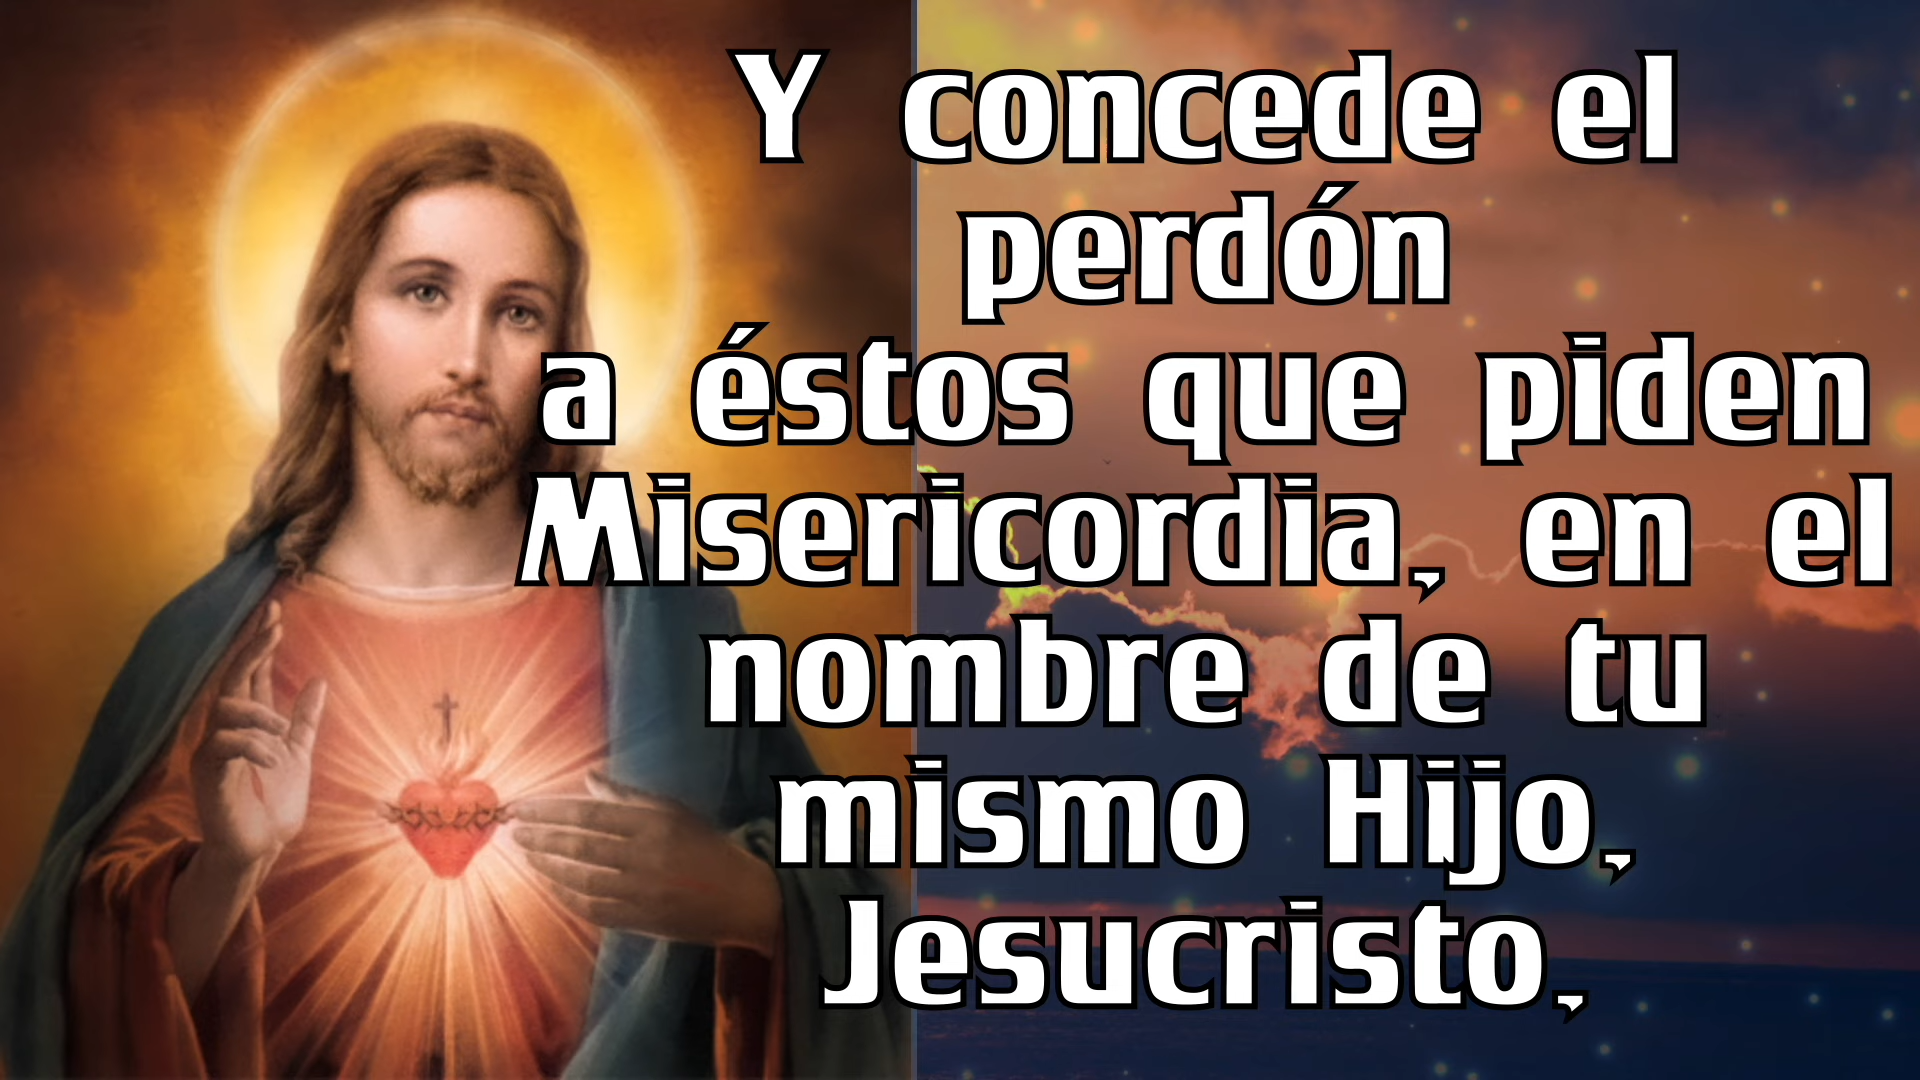 Y concede el
perdón
a éstos que piden
Misericordia, en el
nombre de tu
mismo Hijo,
Jesucristo,